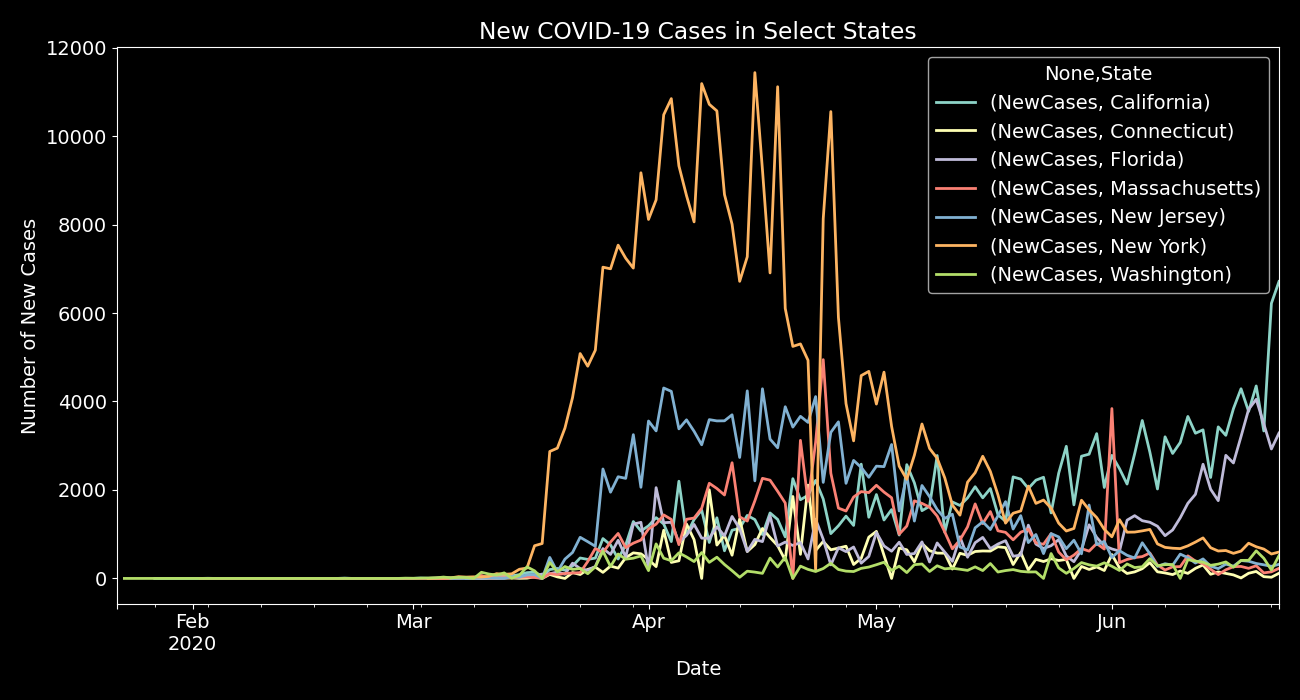 New COVID-19 Cases in Select States
12000
10000
8000
6000
4000
2000
0
Number of New Cases
None,State
(NewCases, California)
(NewCases, Connecticut)
(NewCases, Florida)
(NewCases, Massachusetts)
(NewCases, New Jersey)
(NewCases, New York)
(NewCases, Washington)
Feb Mar Apr May Jun
2020
Date